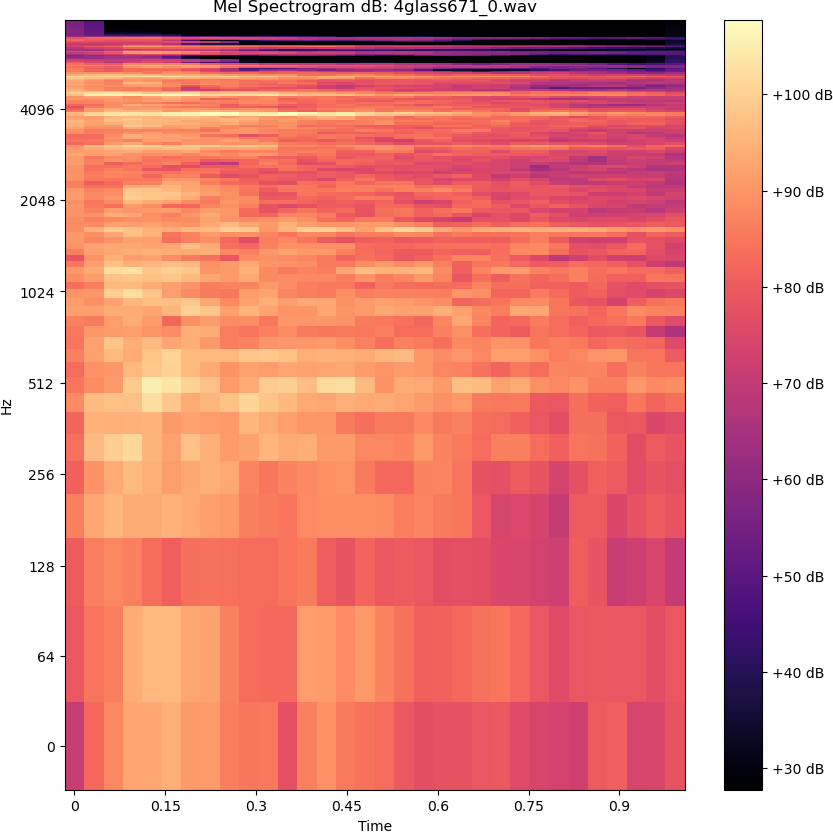 Mel Spectrogram dB: 4glass671_0.wav
4096
2048
1024
512
256
128
64
0
Hz
0 0.15 0.3 0.45 0.6 0.75 0.9
Time
+100 dB
+90 dB
+80 dB
+70 dB
+60 dB
+50 dB
+40 dB
+30 dB